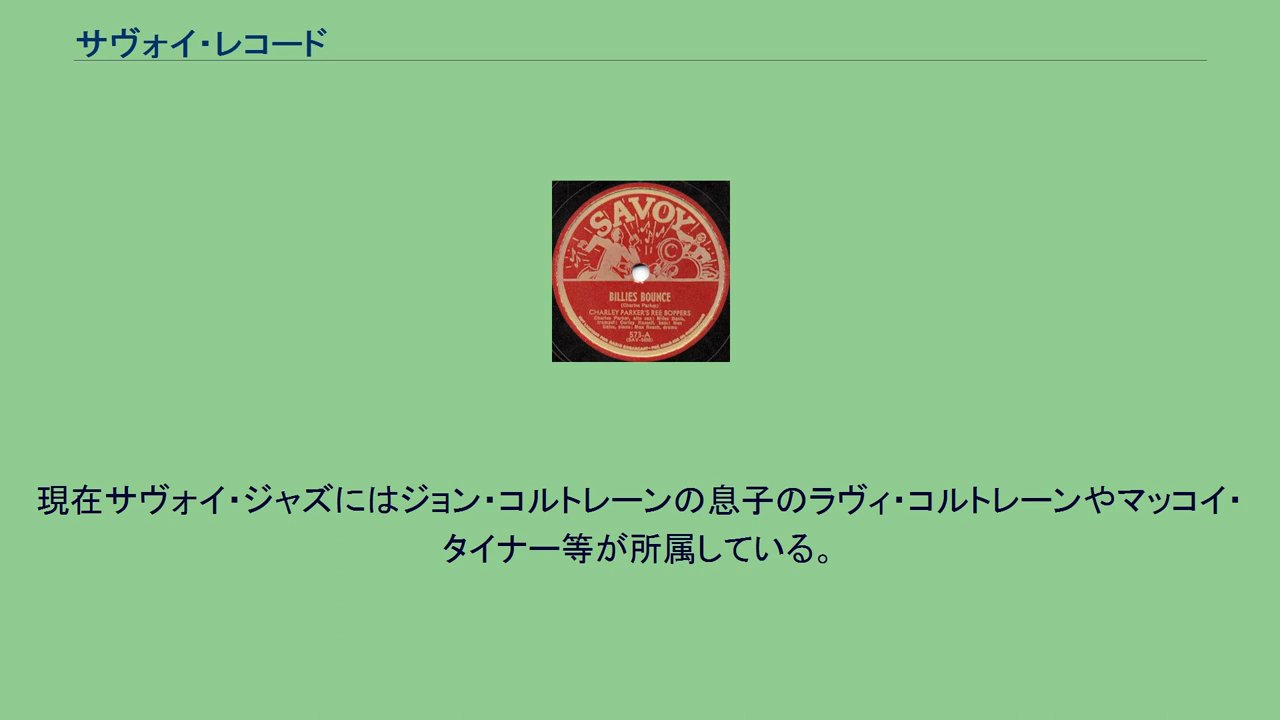 サヴォイ・レコード
SAVOY
BILLIES BOUNCE
(Charles Parker)
CHARLEY PARKER'S REE BOPPERS
573-A
現在サヴォイ・ジャズにはジョン・コルトレーンの息子のラヴィ・コルトレーンやマッコイ・
タイナー等が所属している。